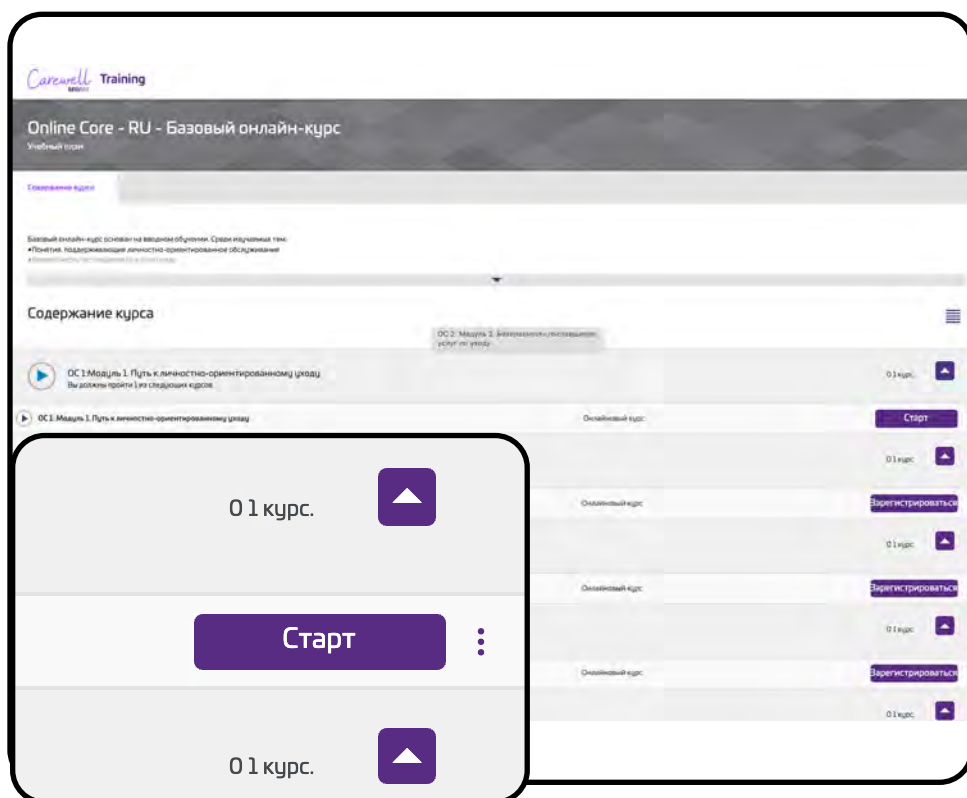 Carewell Training
Online Core - RU - Базовый онлайн-курс
Учебный план
Содержание курса
Базовый онлайн-курс основан на вводном обучении. Среди изучаемых тем:
•Понятия, поддерживающие личностно-ориентированное обслуживание
Содержание курса
ОС 2: Модуль 2. Безопасность поставщиков
услуг по уходу
ОС 1:Модуль 1. Путь к личностно-ориентированному уходу
Вы должны пройти 1 из следующих курсов
0 1 курс.
ОС 1: Модуль 1. Путь к личностно-ориентированному уходу
Онлайновый курс
Старт
0 1 курс.
Онлайновый курс
Зарегистрироваться
0 1 курс.
Онлайновый курс
Зарегистрироваться
0 1 курс.
Онлайновый курс
Зарегистрироваться
0 1 курс.
0 1 курс.
Старт
0 1 курс.